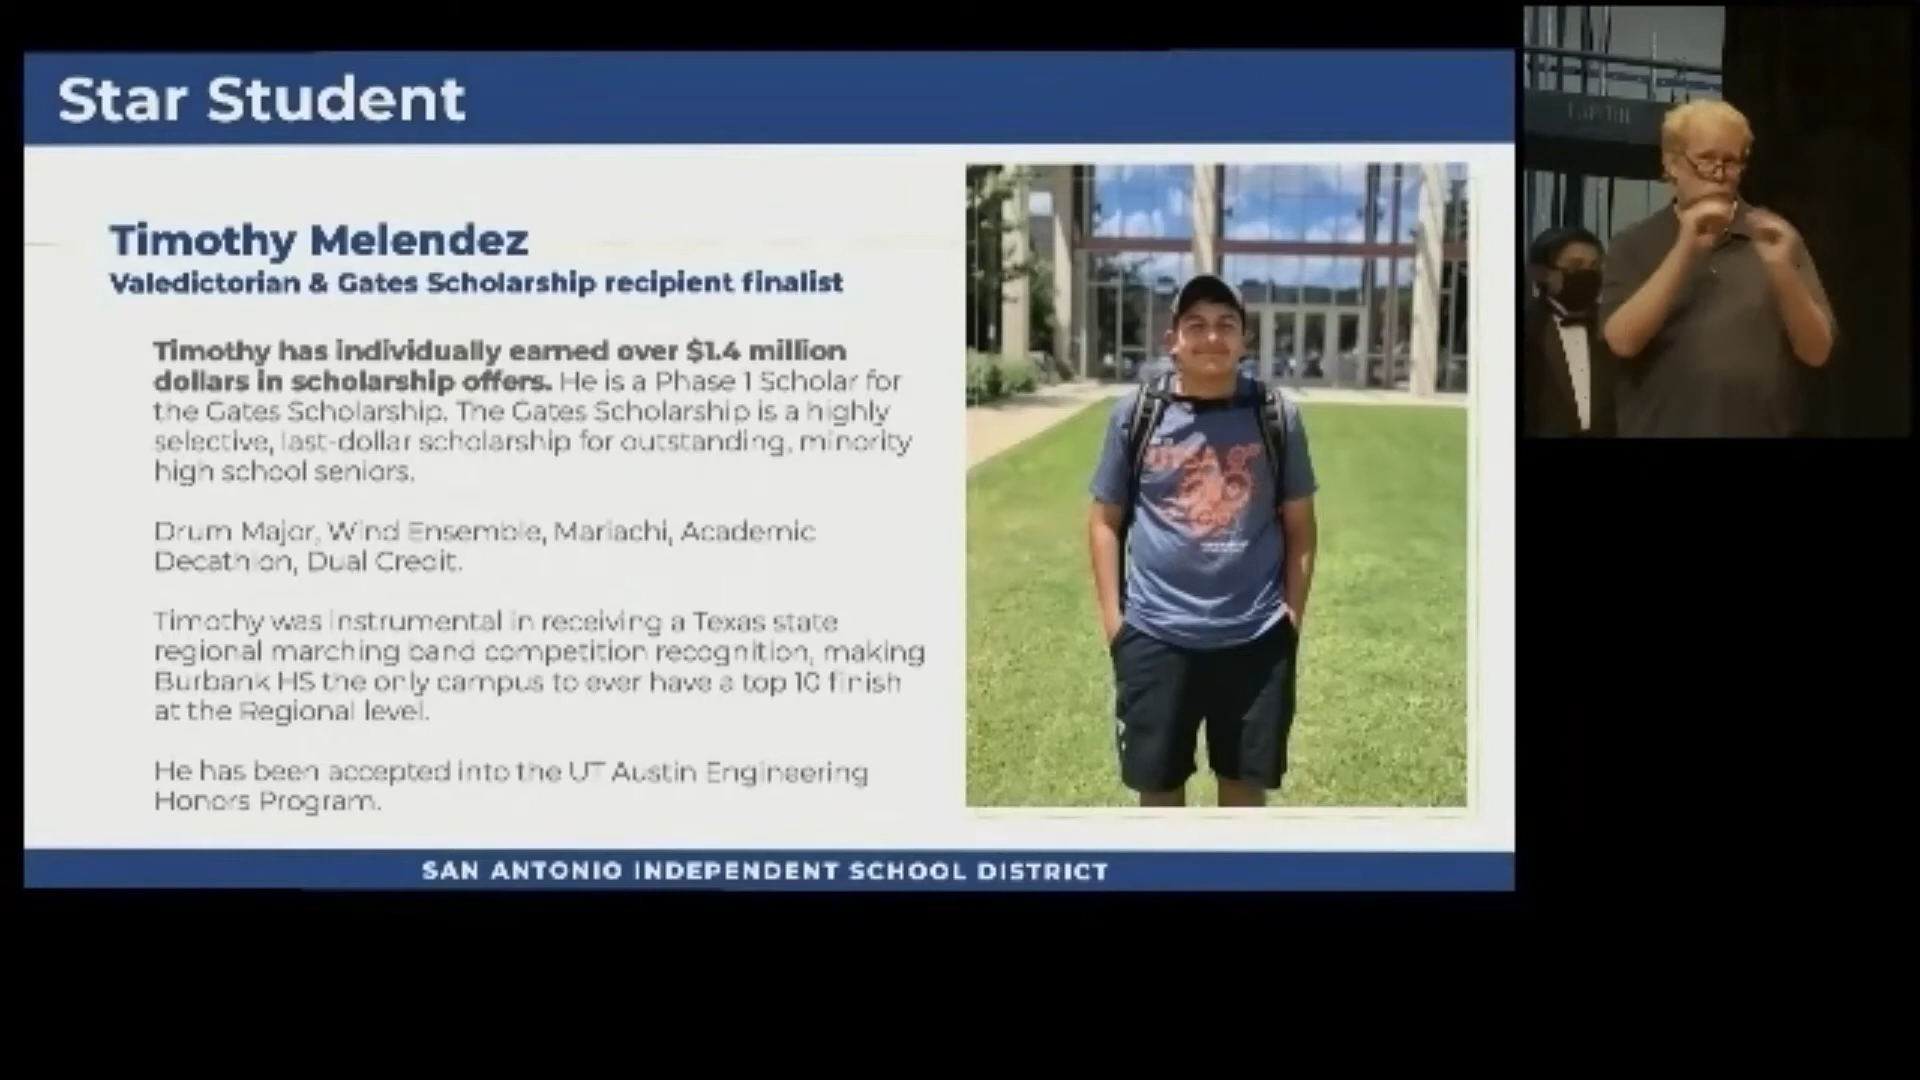 Star Student
Timothy Melendez
Valedictorian & Gates Scholarship recipient finalist
Timothy has individually earned over $1.4 million
dollars in scholarship offers. He is a Phase 1 Scholar for
the Gates Scholarship. The Gates Scholarship is a highly
selective, last-dollar scholarship for outstanding, minority
high school seniors.
Drum Major, Wind Ensemble, Mariachi, Academic
Decathlon, Dual Credit.
Timothy was instrumental in receiving a Texas state
regional marching band competition recognition, making
Burbank HS the only campus to ever have a top 10 finish
at the Regional level.
He has been accepted into the UT Austin Engineering
Honors Program.
SAN ANTONIO INDEPENDENT SCHOOL DISTRICT